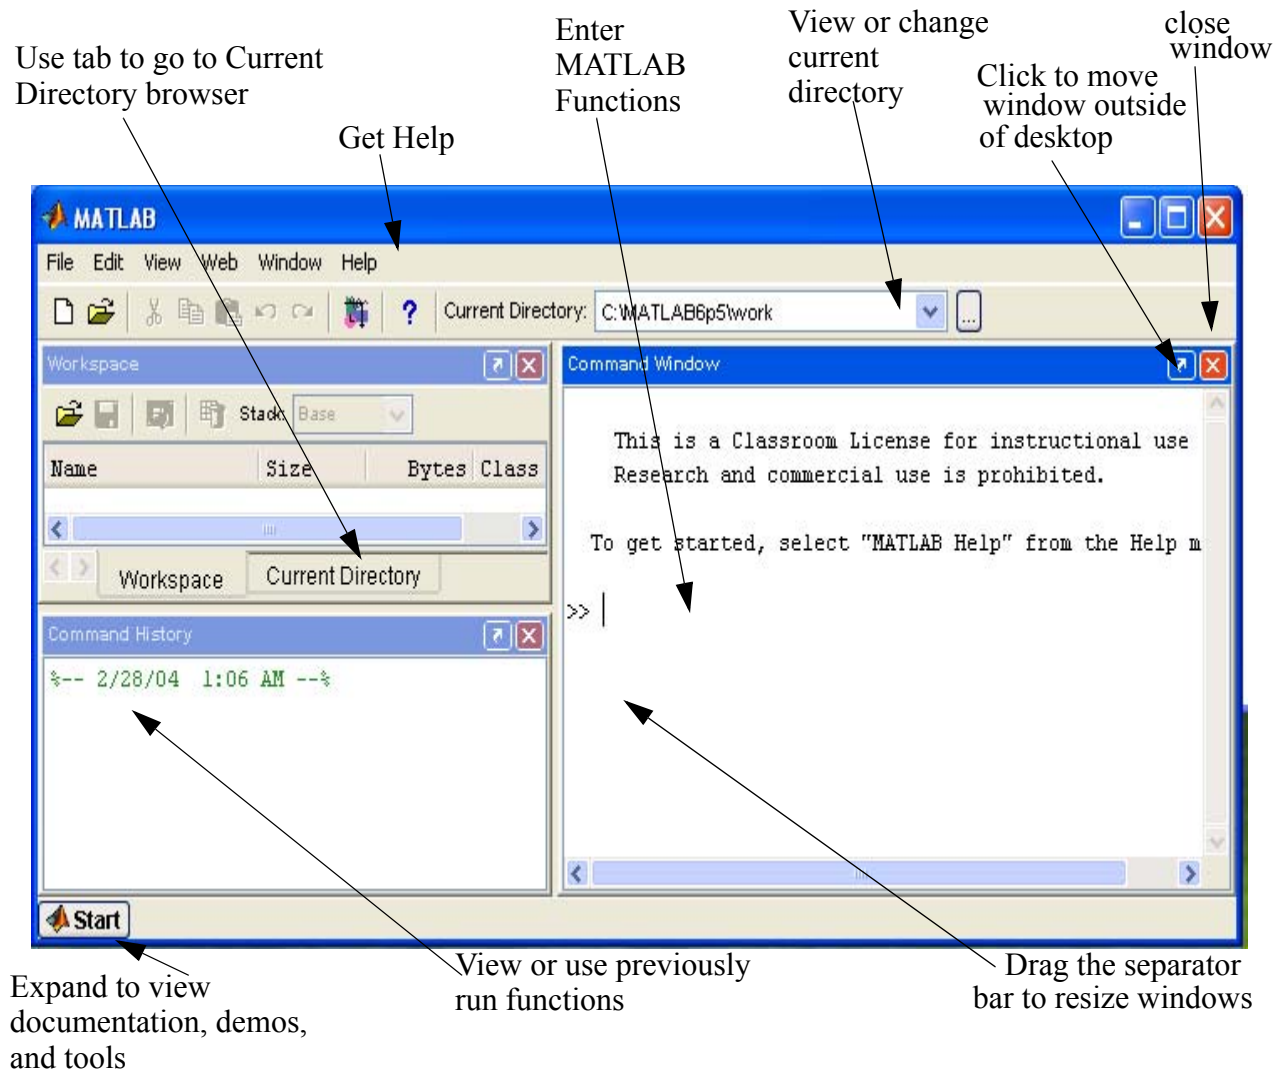 Use tab to go to Current
Directory browser
Get Help
Enter
MATLAB
Functions
View or change
current
directory
Click to move
window outside
of desktop
close
window
MATLAB
File Edit View Web Window Help
Current Directory: C:\MATLAB6p5\work ...
Workspace
Stack: Base
Name Size Bytes Class
Workspace Current Directory
Command History
%-- 2/28/04 1:06 AM --%
Command Window
This is a Classroom License for instructional use
Research and commercial use is prohibited.
To get started, select "MATLAB Help" from the Help m
>>
Start
Expand to view
documentation, demos,
and tools
View or use previously
run functions
Drag the separator
bar to resize windows